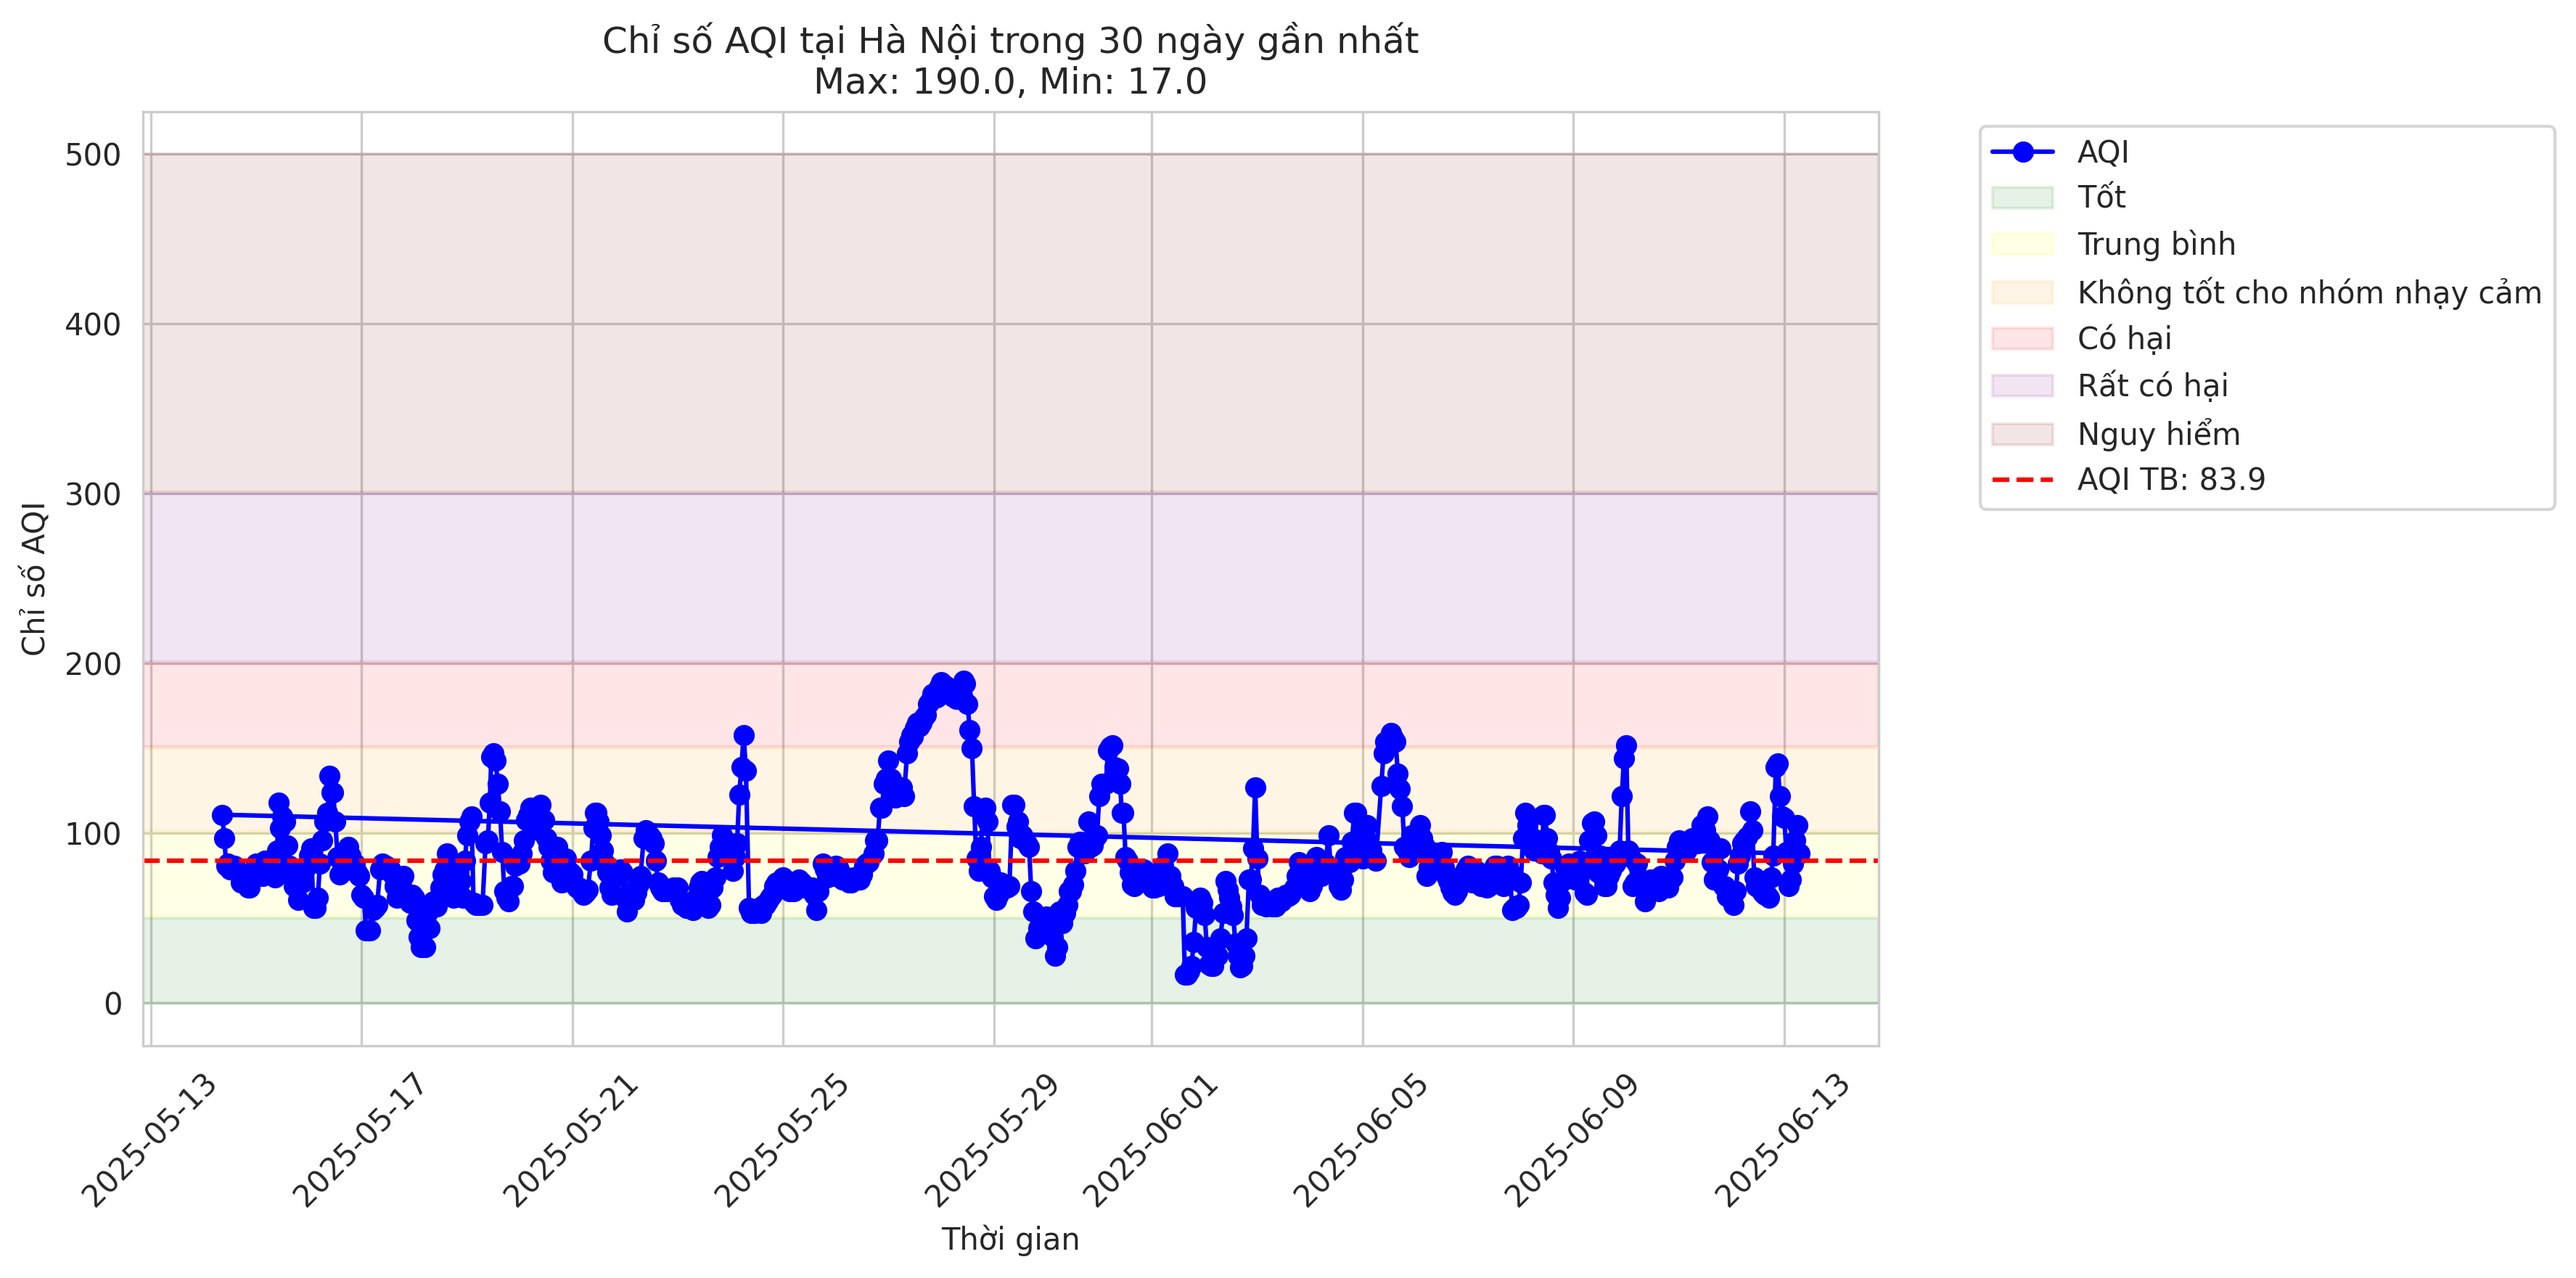 Chỉ số AQI tại Hà Nội trong 30 ngày gần nhất
Max: 190.0, Min: 17.0
Chỉ số AQI
500
400
300
200
100
0
2025-05-13
2025-05-17
2025-05-21
2025-05-25
2025-05-29
2025-06-01
2025-06-05
2025-06-09
2025-06-13
Thời gian
AQI
Tốt
Trung bình
Không tốt cho nhóm nhạy cảm
Có hại
Rất có hại
Nguy hiểm
AQI TB: 83.9